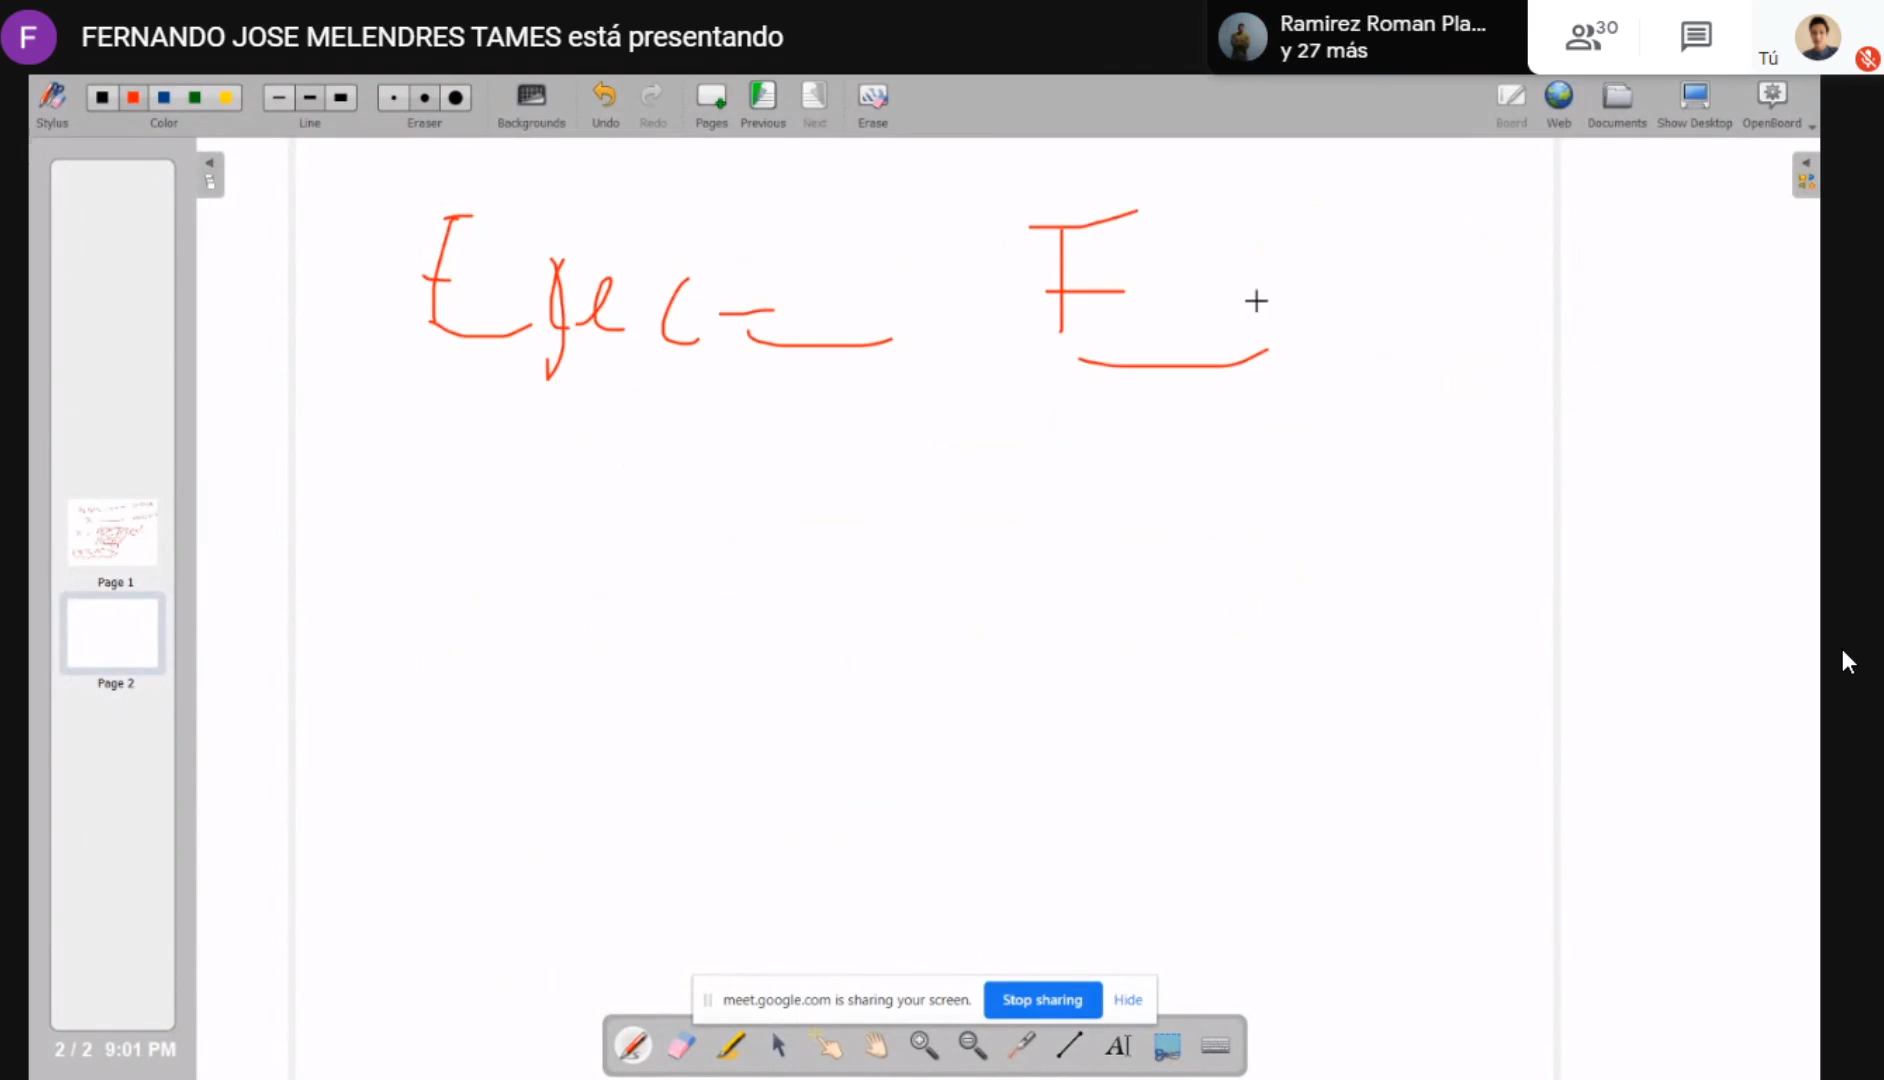 F
FERNANDO JOSE MELENDRES TAMES está presentando
Ramirez Roman Pla...
y 27 más
30
Tú
Stylus
Color
Line
Eraser
Backgrounds
Undo
Redo
Pages
Previous
Next
Erase
Board
Web
Documents
Show Desktop
OpenBoard
Ejec
F
Page 1
Page 2
meet.google.com is sharing your screen.
Stop sharing
Hide
AI
2 / 2 9:01 PM